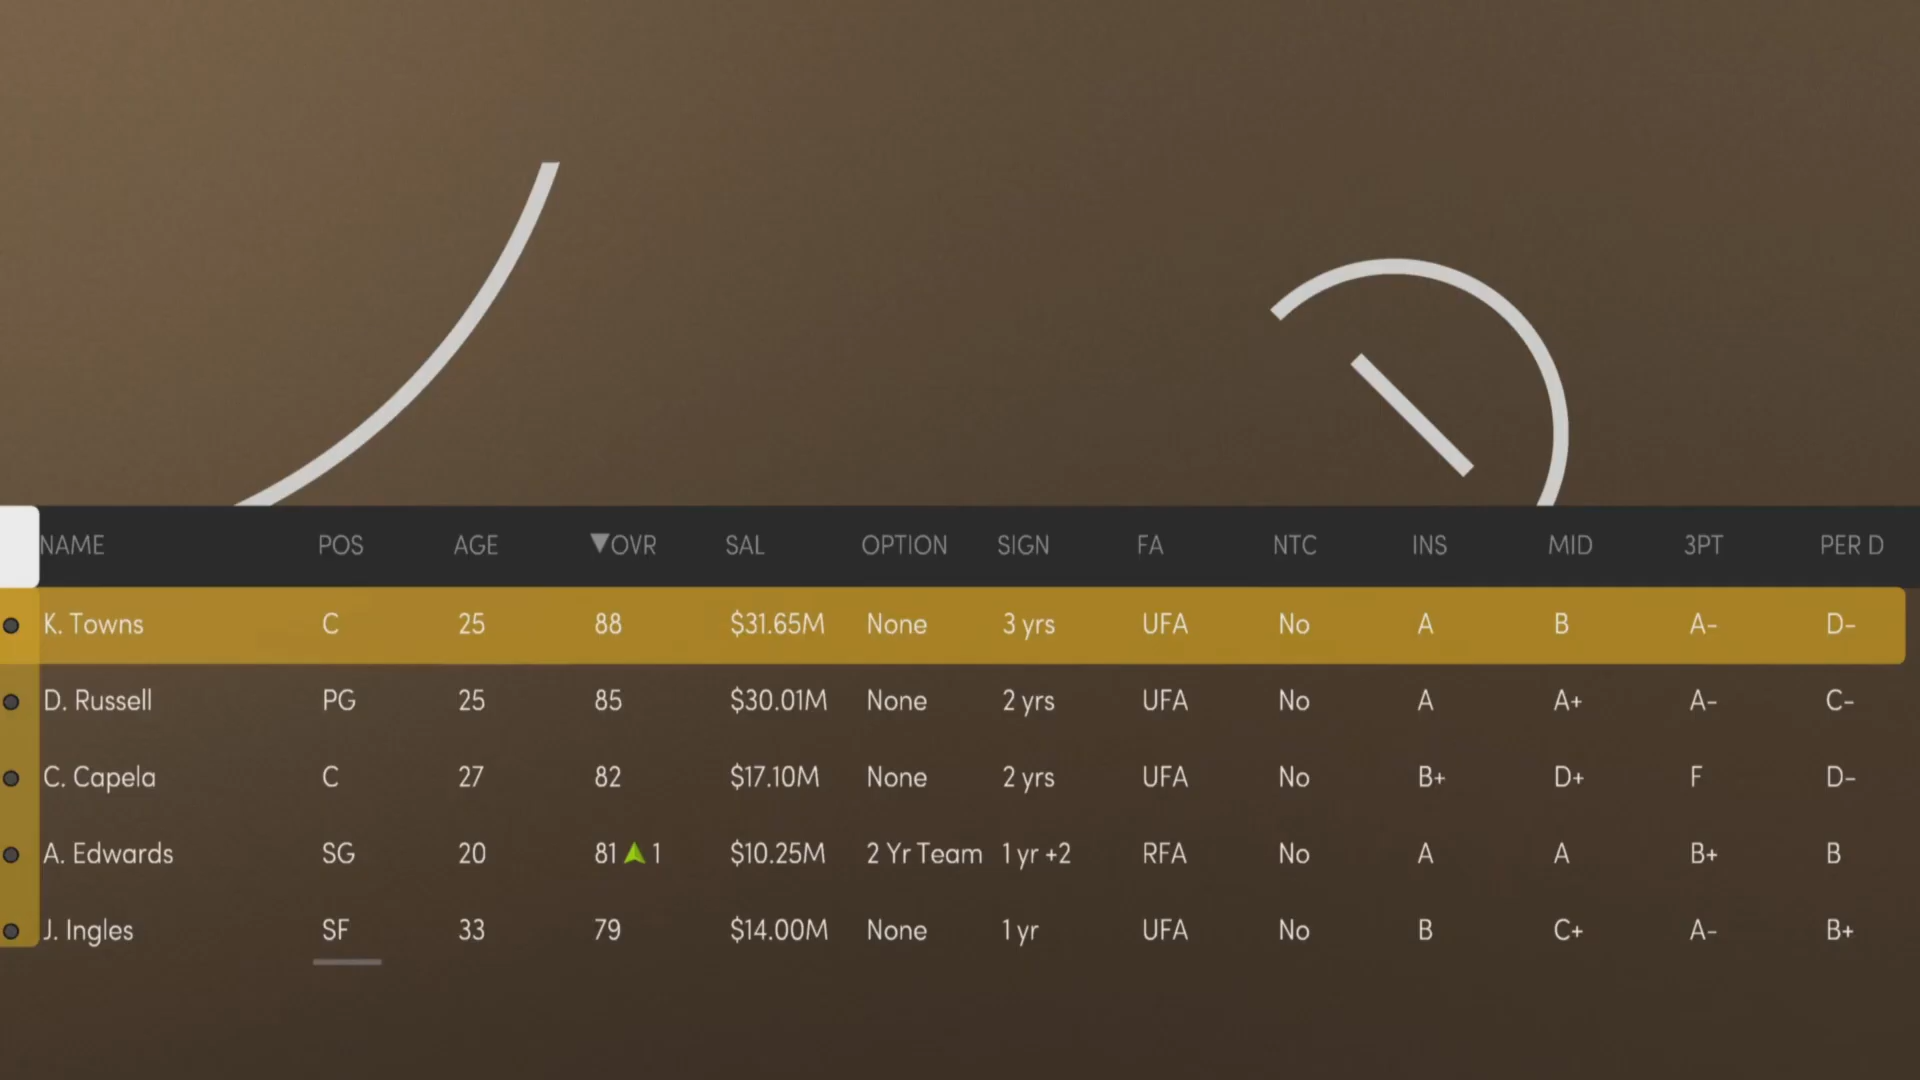 NAME POS AGE ▼OVR SAL OPTION SIGN FA NTC INS MID 3PT PER D
K. Towns C 25 88 $31.65M None 3 yrs UFA No A B A- D-
D. Russell PG 25 85 $30.01M None 2 yrs UFA No A A+ A- C-
C. Capela C 27 82 $17.10M None 2 yrs UFA No B+ D+ F D-
A. Edwards SG 20 81 ▲ 1 $10.25M 2 Yr Team 1 yr +2 RFA No A A B+ B
J. Ingles SF 33 79 $14.00M None 1 yr UFA No B C+ A- B+